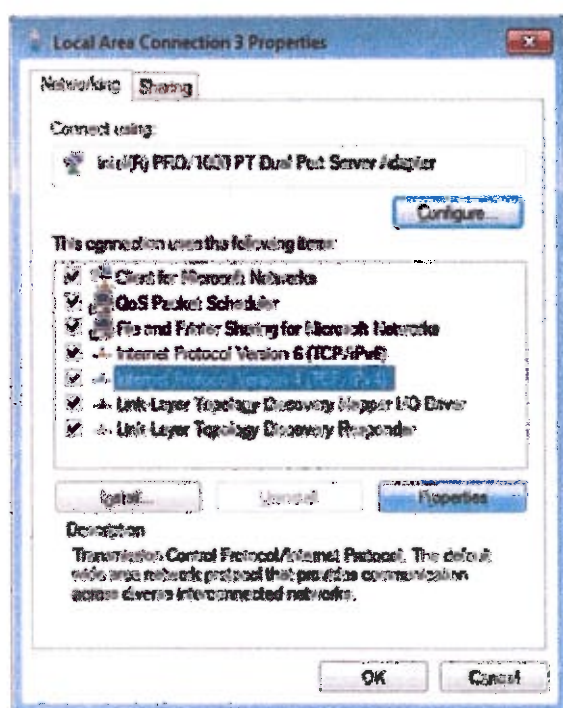 Local Area Connection 3 Properties
Networking Sharing
Connect using:
Intel(R) PRO/1000 PT Dual Port Server Adapter
Configure...
This connection uses the following items:
Client for Microsoft Networks
QoS Packet Scheduler
File and Printer Sharing for Microsoft Networks
Internet Protocol Version 6 (TCP/IPv6)
Link-Layer Topology Discovery Mapper I/O Driver
Link-Layer Topology Discovery Responder
Install... Uninstall Properties
Description
Transmission Control Protocol/Internet Protocol. The default
wide area network protocol that provides communication
across diverse interconnected networks.
OK Cancel